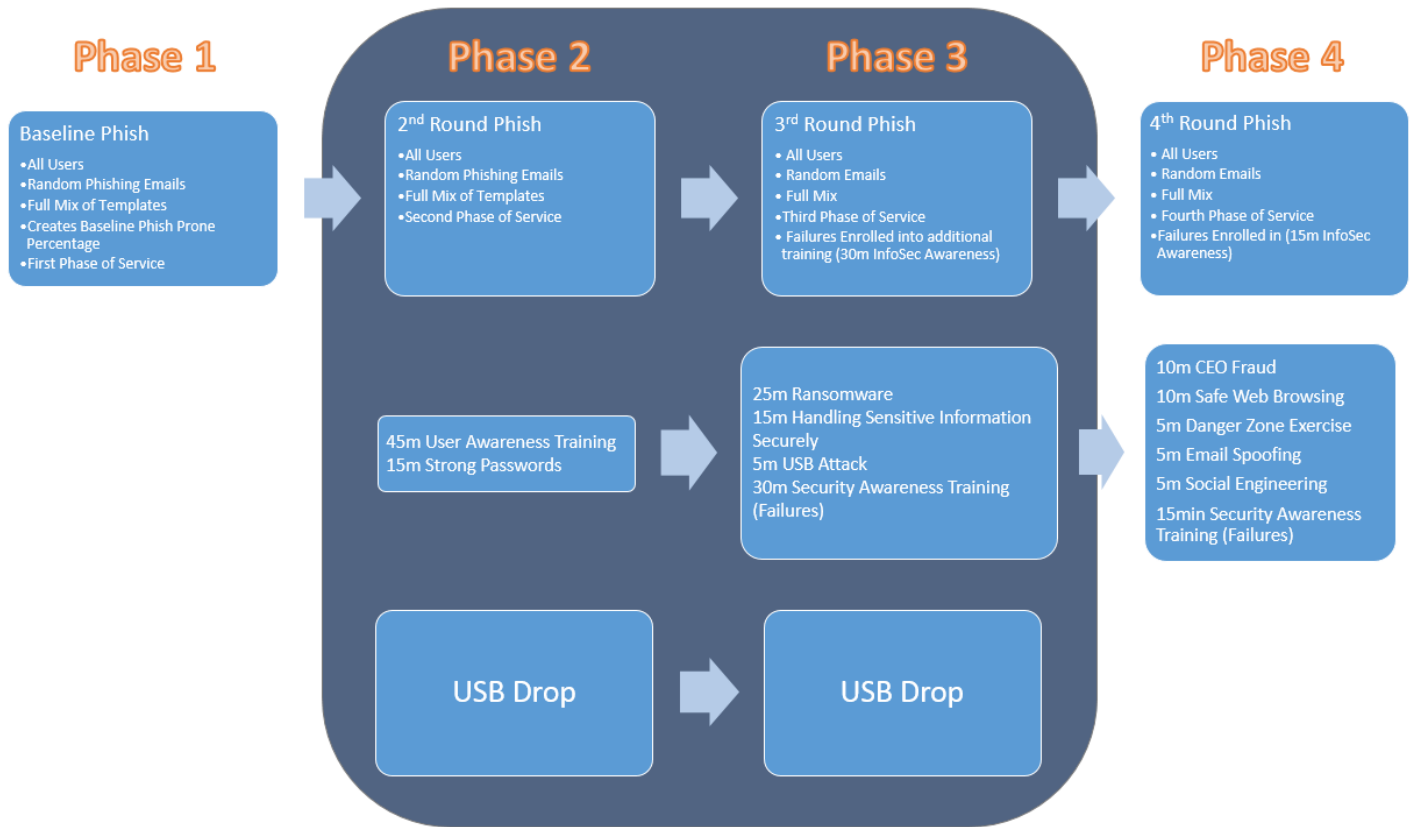 Phase 1
Phase 2
Phase 3
Phase 4
Baseline Phish
•All Users
•Random Phishing Emails
•Full Mix of Templates
•Creates Baseline Phish Prone
Percentage
•First Phase of Service
2nd Round Phish
•All Users
•Random Phishing Emails
•Full Mix of Templates
•Second Phase of Service
3rd Round Phish
• All Users
• Random Emails
• Full Mix
•Third Phase of Service
• Failures Enrolled into additional
training (30m InfoSec Awareness)
4th Round Phish
• All Users
• Random Emails
• Full Mix
• Fourth Phase of Service
•Failures Enrolled in (15m InfoSec
Awareness)
45m User Awareness Training
15m Strong Passwords
25m Ransomware
15m Handling Sensitive Information
Securely
5m USB Attack
30m Security Awareness Training
(Failures)
10m CEO Fraud
10m Safe Web Browsing
5m Danger Zone Exercise
5m Email Spoofing
5m Social Engineering
15min Security Awareness
Training (Failures)
USB Drop
USB Drop